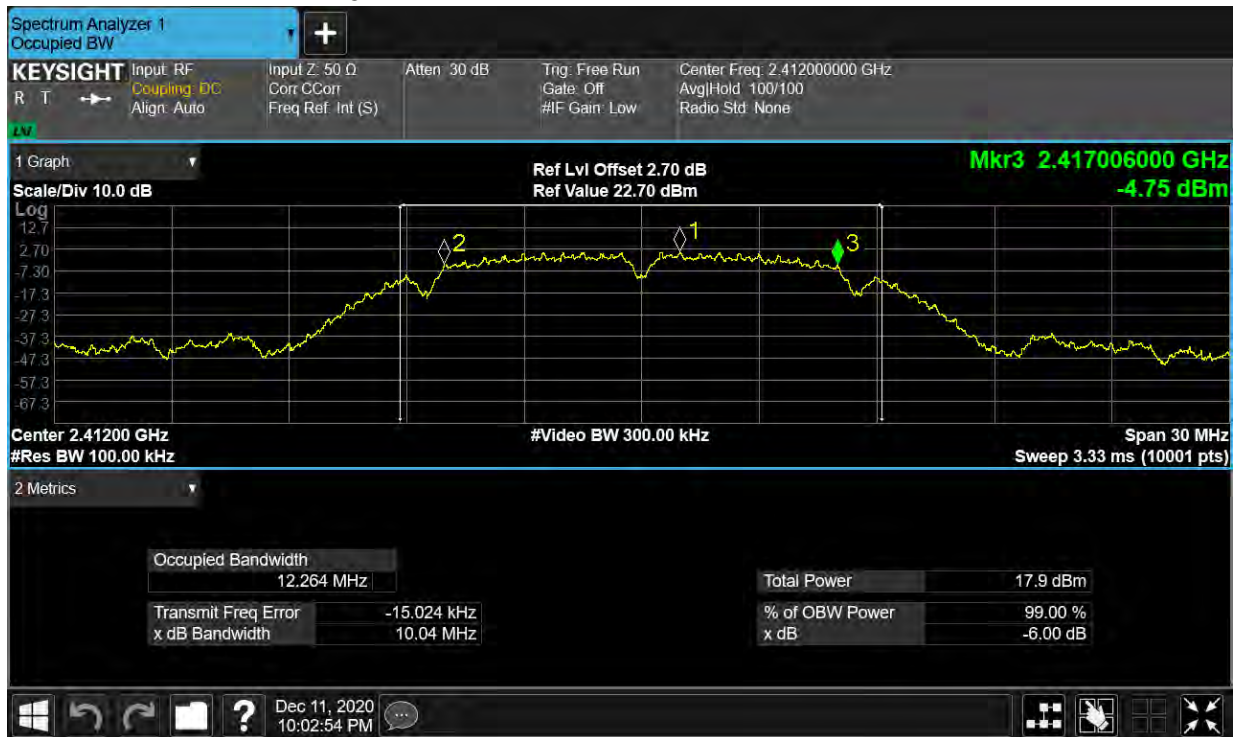 Spectrum Analyzer 1
Occupied BW
+
KEYSIGHT
R T
LXI
Input: RF
Coupling: DC
Align: Auto
Input Z: 50 Ω
Corr CCorr
Freq Ref: Int (S)
Atten: 30 dB
Trig: Free Run
Gate: Off
#IF Gain: Low
Center Freq: 2.412000000 GHz
Avg|Hold: 100/100
Radio Std: None
1 Graph
Scale/Div 10.0 dB
Ref Lvl Offset 2.70 dB
Ref Value 22.70 dBm
Mkr3 2.417006000 GHz
-4.75 dBm
Log
12.7
2.70
-7.30
-17.3
-27.3
-37.3
-47.3
-57.3
-67.3
2
1
3
Center 2.41200 GHz
#Res BW 100.00 kHz
#Video BW 300.00 kHz
Span 30 MHz
Sweep 3.33 ms (10001 pts)
2 Metrics
Occupied Bandwidth
12.264 MHz
Transmit Freq Error -15.024 kHz
x dB Bandwidth 10.04 MHz
Total Power 17.9 dBm
% of OBW Power 99.00 %
x dB -6.00 dB
?
Dec 11, 2020
10:02:54 PM